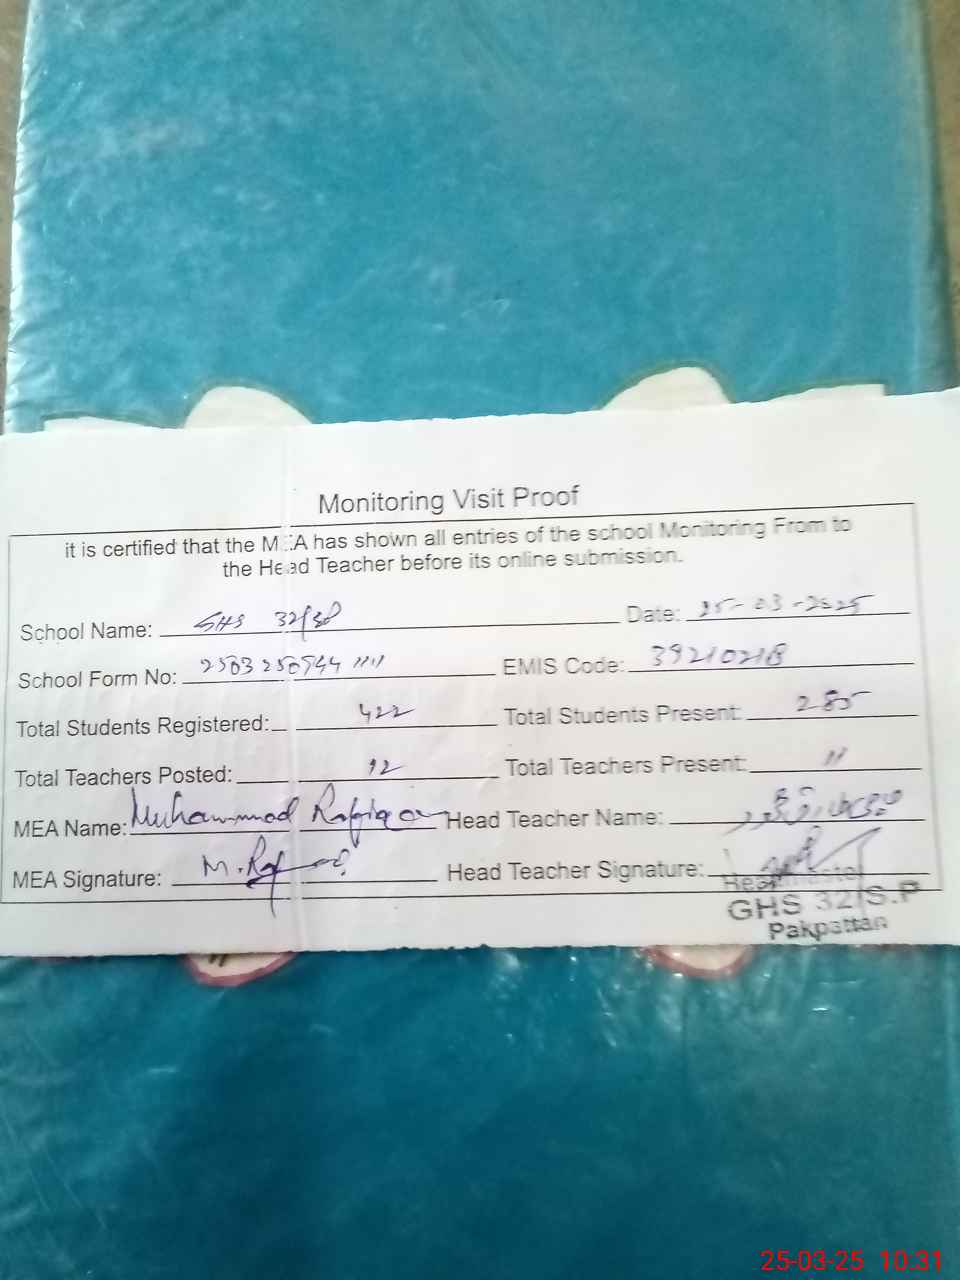 Monitoring Visit Proof
it is certified that the MEA has shown all entries of the school Monitoring From to
the Head Teacher before its online submission.
School Name: GHS 32/SP Date: 25-03-2025
School Form No: EMIS Code: 39210218
Total Students Registered: 422 Total Students Present: 285
Total Teachers Posted: 12 Total Teachers Present: 11
MEA Name: Muhammad Head Teacher Name:
MEA Signature: Head Teacher Signature:
Headmaster
GHS 32/S.P
Pakpattan
25-03-25 10.31